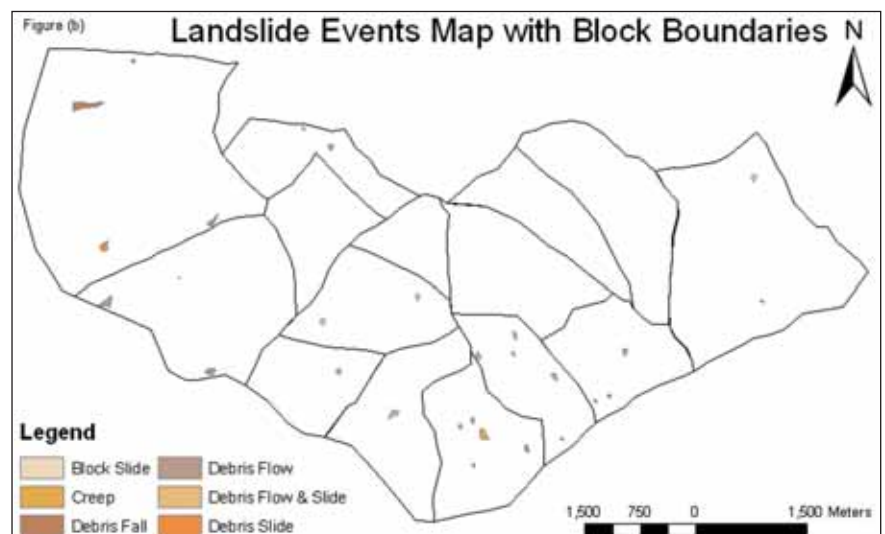 Figure (b)
Landslide Events Map with Block Boundaries
N
Legend
Block Slide
Debris Flow
Creep
Debris Flow & Slide
Debris Fall
Debris Slide
1,500 750 0 1,500 Meters